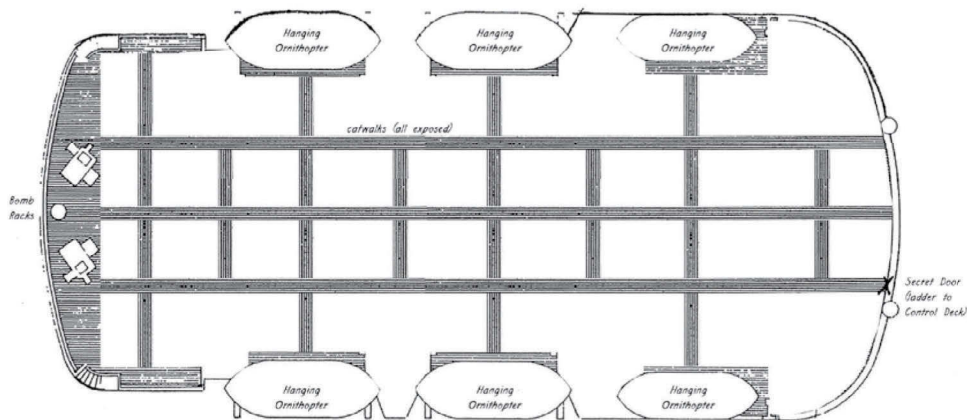 Hanging
Ornithopter
Hanging
Ornithopter
Hanging
Ornithopter
catwalks (all exposed)
Bomb
Racks
Secret Door
(ladder to
Control Deck)
Hanging
Ornithopter
Hanging
Ornithopter
Hanging
Ornithopter